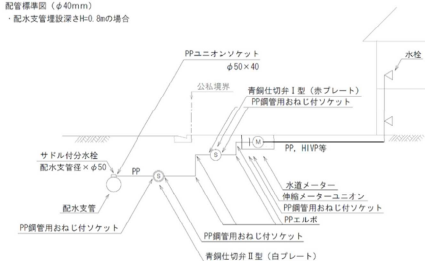 配管標準図（φ40mm）
・配水支管埋設深さH=0.8mの場合
PPユニオンソケット
φ50×40
水栓
公私境界
青銅仕切弁Ⅰ型（赤プレート）
PP鋼管用おねじ付ソケット
S
M
PP, HIVP等
サドル付分水栓
配水支管径×φ50
PP
S
水道メーター
伸縮メーターユニオン
PP鋼管用おねじ付ソケット
PPエルボ
配水支管
PP鋼管用おねじ付ソケット
PP鋼管用おねじ付ソケット
青銅仕切弁Ⅱ型（白プレート）